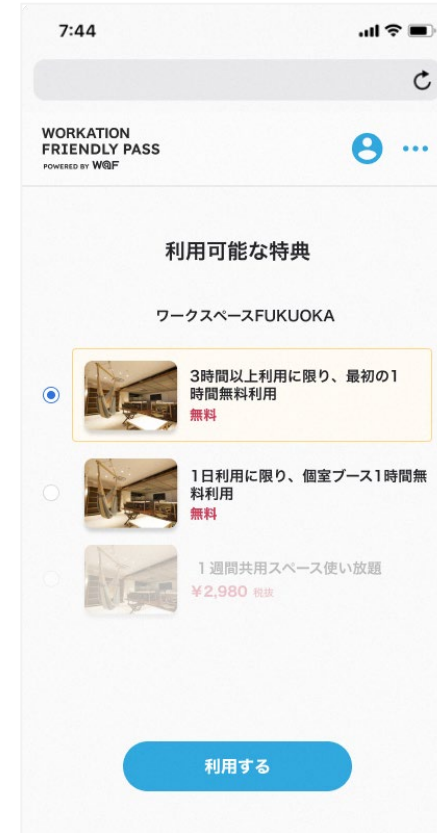 7:44
WORKATION
FRIENDLY PASS
POWERED BY W@F
利用可能な特典
ワークスペースFUKUOKA
3時間以上利用に限り、最初の1
時間無料利用
無料
1日利用に限り、個室ブース1時間無
料利用
無料
1週間共用スペース使い放題
¥2,980 税抜
利用する